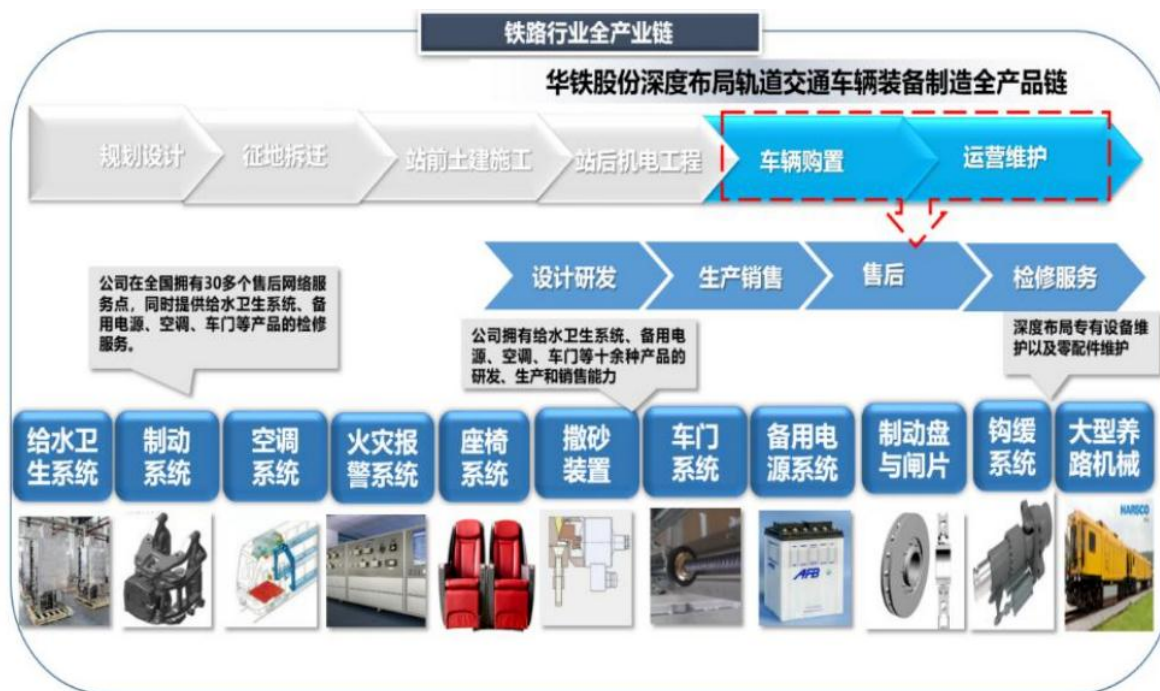 铁路行业全产业链
华铁股份深度布局轨道交通车辆装备制造全产品链
规划设计
征地拆迁
站前土建施工
站后机电工程
车辆购置
运营维护
设计研发
生产销售
售后
检修服务
公司在全国拥有30多个售后网络服
务点，同时提供给水卫生系统、备
用电源、空调、车门等产品的检修
服务。
公司拥有给水卫生系统、备用电
源、空调、车门等十余种产品的
研发、生产和销售能力
深度布局专有设备维
护以及零配件维护
给水卫
生系统
制动
系统
空调
系统
火灾报
警系统
座椅
系统
撒砂
装置
车门
系统
备用电
源系统
制动盘
与闸片
钩缓
系统
大型养
路机械
AFB
HARSCO